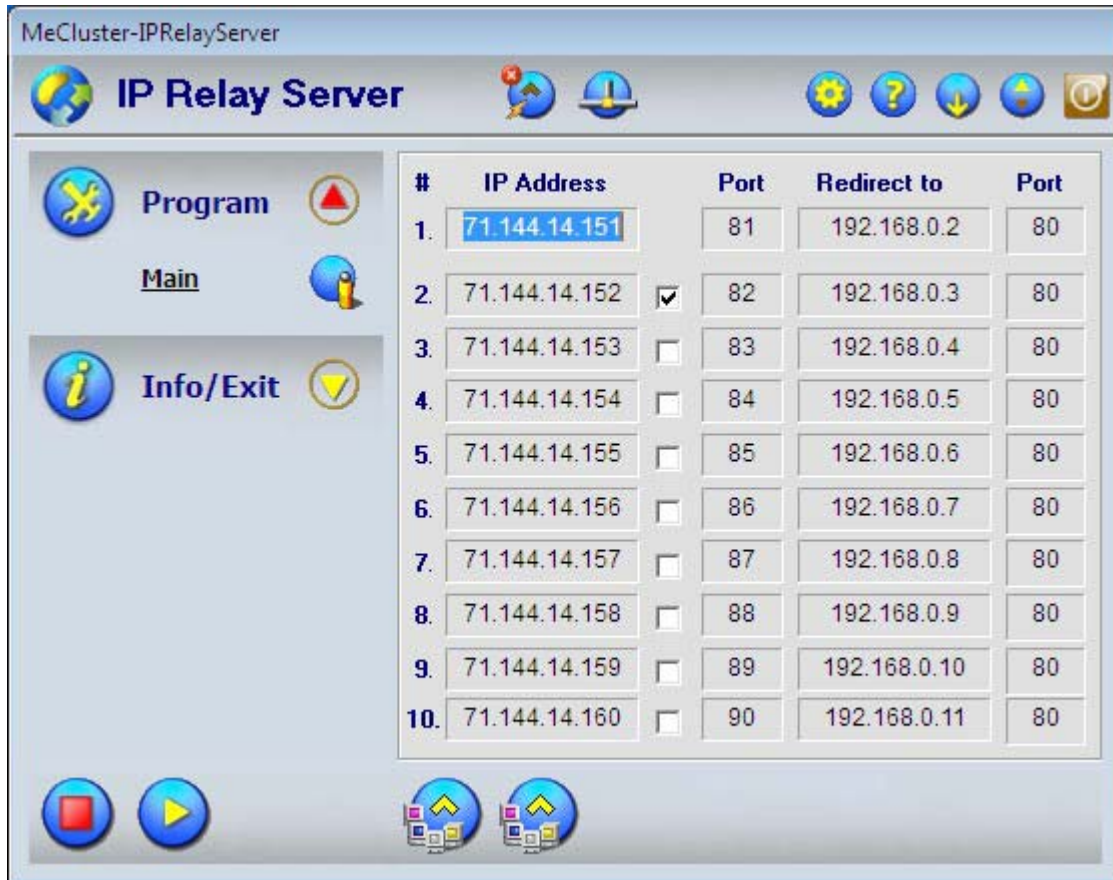 MeCluster-IPRelayServer
IP Relay Server
Program
Main
Info/Exit
# IP Address Port Redirect to Port
1. 71.144.14.151 81 192.168.0.2 80
2. 71.144.14.152 82 192.168.0.3 80
3. 71.144.14.153 83 192.168.0.4 80
4. 71.144.14.154 84 192.168.0.5 80
5. 71.144.14.155 85 192.168.0.6 80
6. 71.144.14.156 86 192.168.0.7 80
7. 71.144.14.157 87 192.168.0.8 80
8. 71.144.14.158 88 192.168.0.9 80
9. 71.144.14.159 89 192.168.0.10 80
10. 71.144.14.160 90 192.168.0.11 80